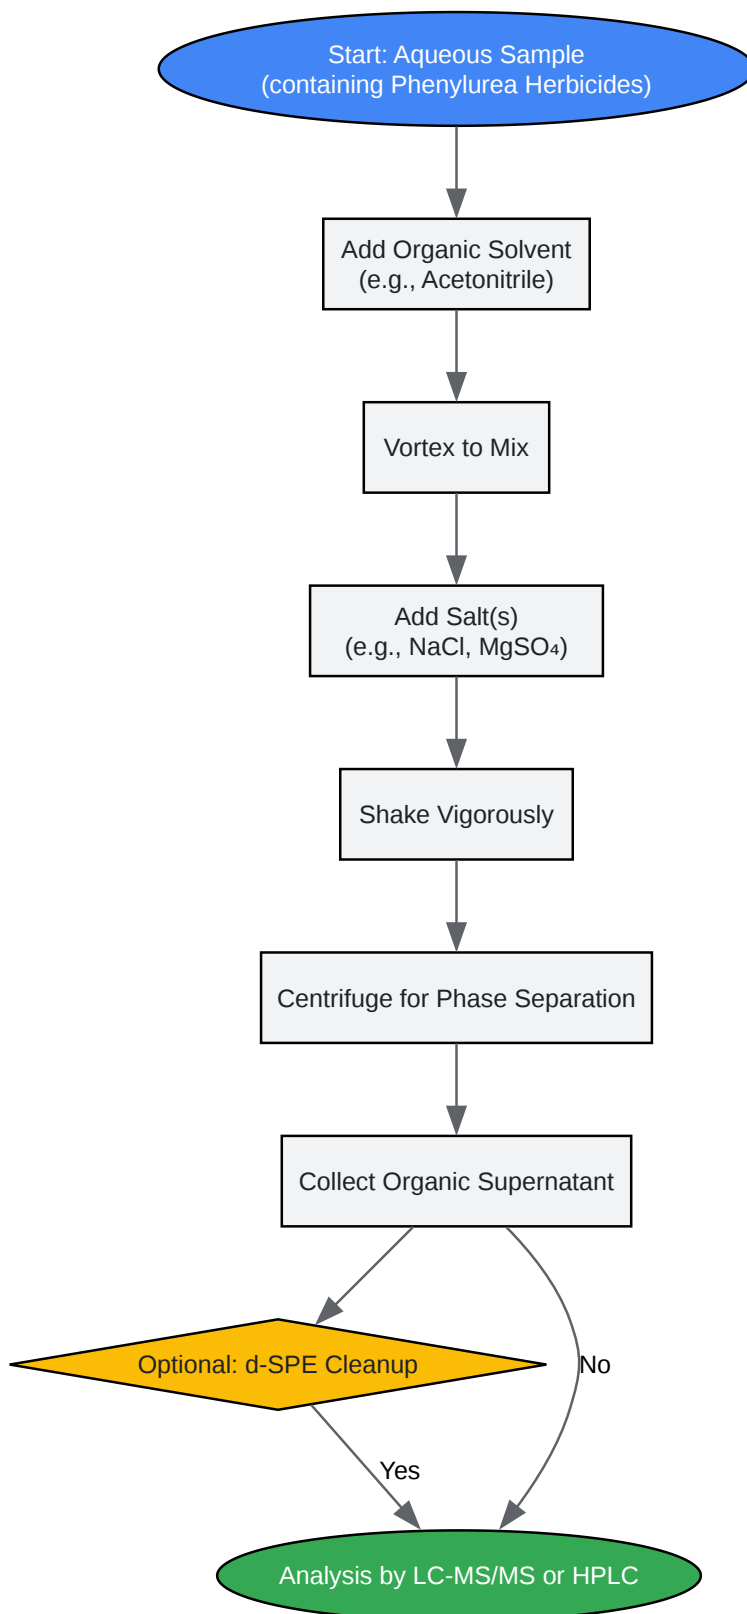 Start: Aqueous Sample
(containing Phenylurea Herbicides)
Add Organic Solvent
(e.g., Acetonitrile)
Vortex to Mix
Add Salt(s)
(e.g., NaCl, MgSO₄)
Shake Vigorously
Centrifuge for Phase Separation
Collect Organic Supernatant
Optional: d-SPE Cleanup
No
Yes
Analysis by LC-MS/MS or HPLC